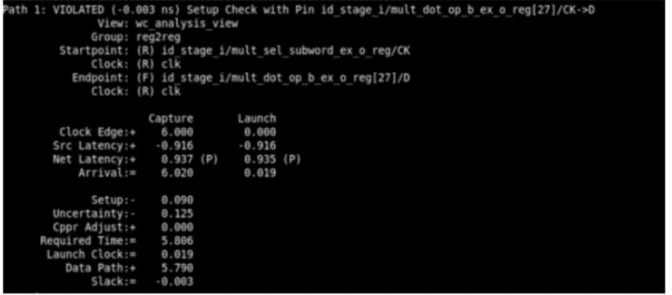 Path 1: VIOLATED (-0.003 ns) Setup Check with Pin id_stage_i/mult_dot_op_b_ex_o_reg[27]/CK->D
View: wc_analysis_view
Group: reg2reg
Startpoint: (R) id_stage_i/mult_sel_subword_ex_o_reg/CK
Clock: (R) clk
Endpoint: (F) id_stage_i/mult_dot_op_b_ex_o_reg[27]/D
Clock: (R) clk
Capture Launch
Clock Edge:+ 6.000 0.000
Src Latency:+ -0.916 -0.916
Net Latency:+ 0.937 (P) 0.935 (P)
Arrival:= 6.020 0.019
Setup:- 0.090
Uncertainty:- 0.125
Cppr Adjust:+ 0.000
Required Time:= 5.806
Launch Clock:= 0.019
Data Path:+ 5.790
Slack:= -0.003